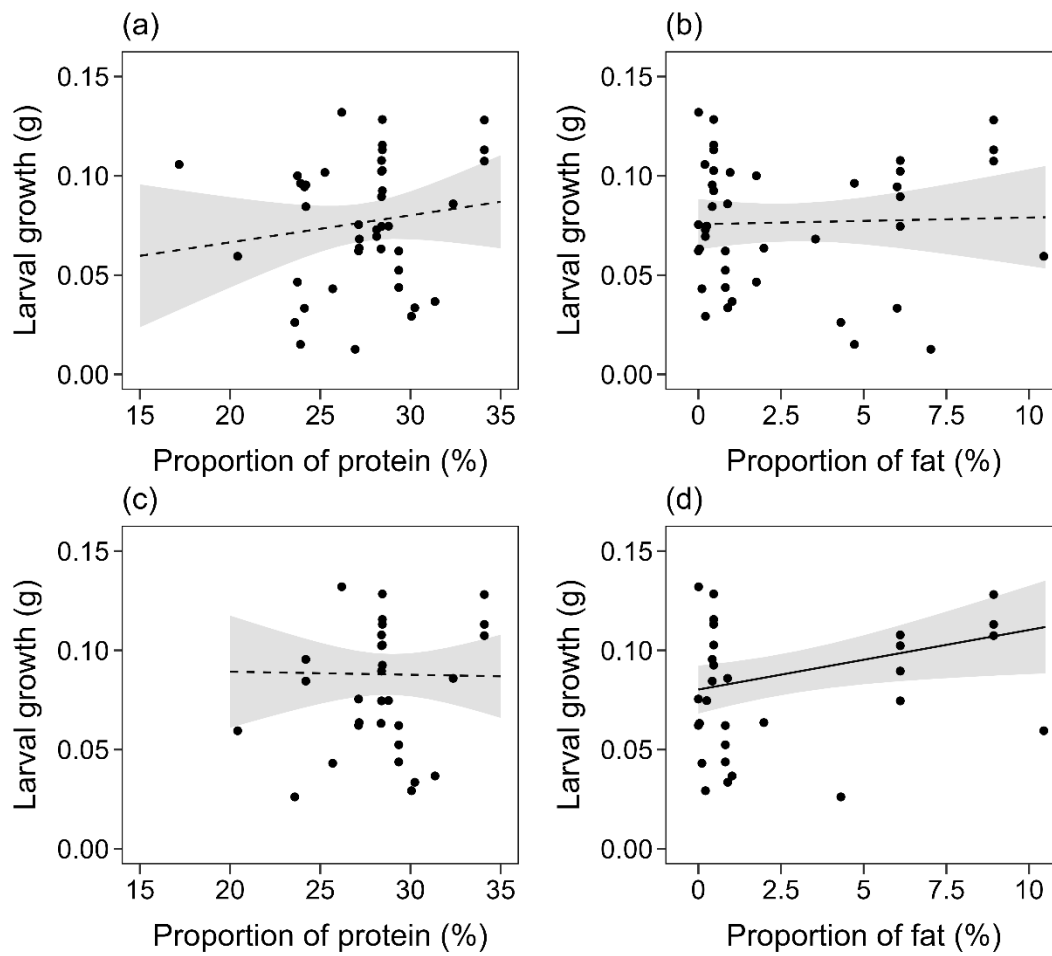 (a)
Larval growth (g)
0.15
0.10
0.05
0.00
15 20 25 30 35
Proportion of protein (%)
(b)
Larval growth (g)
0.15
0.10
0.05
0.00
0 2.5 5 7.5 10
Proportion of fat (%)
(c)
Larval growth (g)
0.15
0.10
0.05
0.00
15 20 25 30 35
Proportion of protein (%)
(d)
Larval growth (g)
0.15
0.10
0.05
0.00
0 2.5 5 7.5 10
Proportion of fat (%)